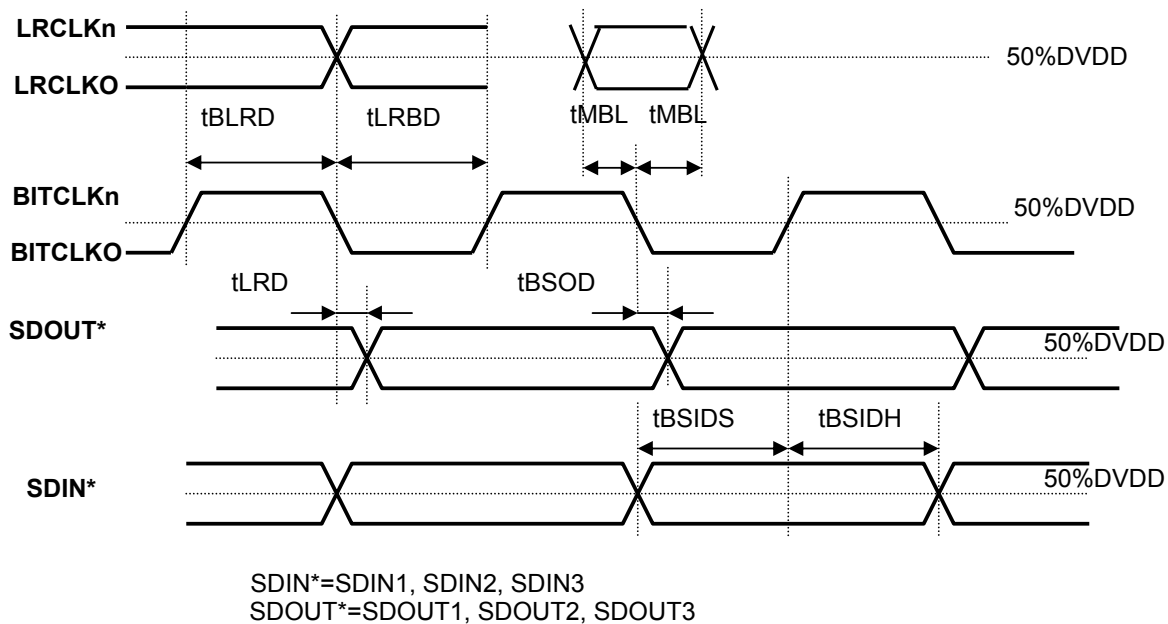 LRCLKn
LRCLKO
50%DVDD
tBLRD tLRBD tMBL tMBL
BITCLKn
BITCLKO
50%DVDD
tLRD tBSOD
SDOUT*
50%DVDD
tBSIDS tBSIDH
SDIN*
50%DVDD
SDIN*=SDIN1, SDIN2, SDIN3
SDOUT*=SDOUT1, SDOUT2, SDOUT3